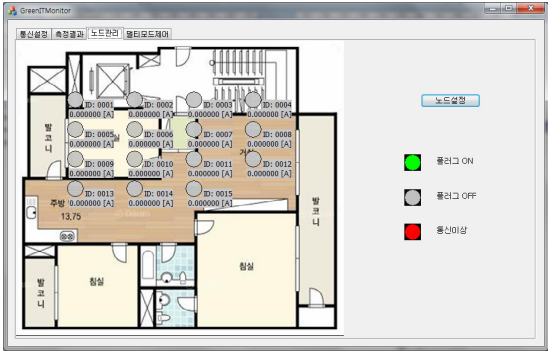 GreenITMonitor
통신설정 측정결과 노드관리 멀티모드제어
ID: 0001 ID: 0002 ID: 0003 ID: 0004
0.000000 [A] 0.000000 [A] 0.000000 [A] 0.000000 [A]
노드설정
발코니
실
ID: 0005 ID: 0006 ID: 0007 ID: 0008
0.000000 [A] 0.000000 [A] 0.000000 [A] 0.000000 [A]
ID: 0009 ID: 0010 ID: 0011 ID: 0012
0.000000 [A] 0.000000 [A] 0.000000 [A] 0.000000 [A]
플러그 ON
ID: 0013 ID: 0014 ID: 0015
주방 0.000000 [A] 0.000000 [A] 0.000000 [A]
13,75
발코니
플러그 OFF
통신이상
발코니
침실
침실